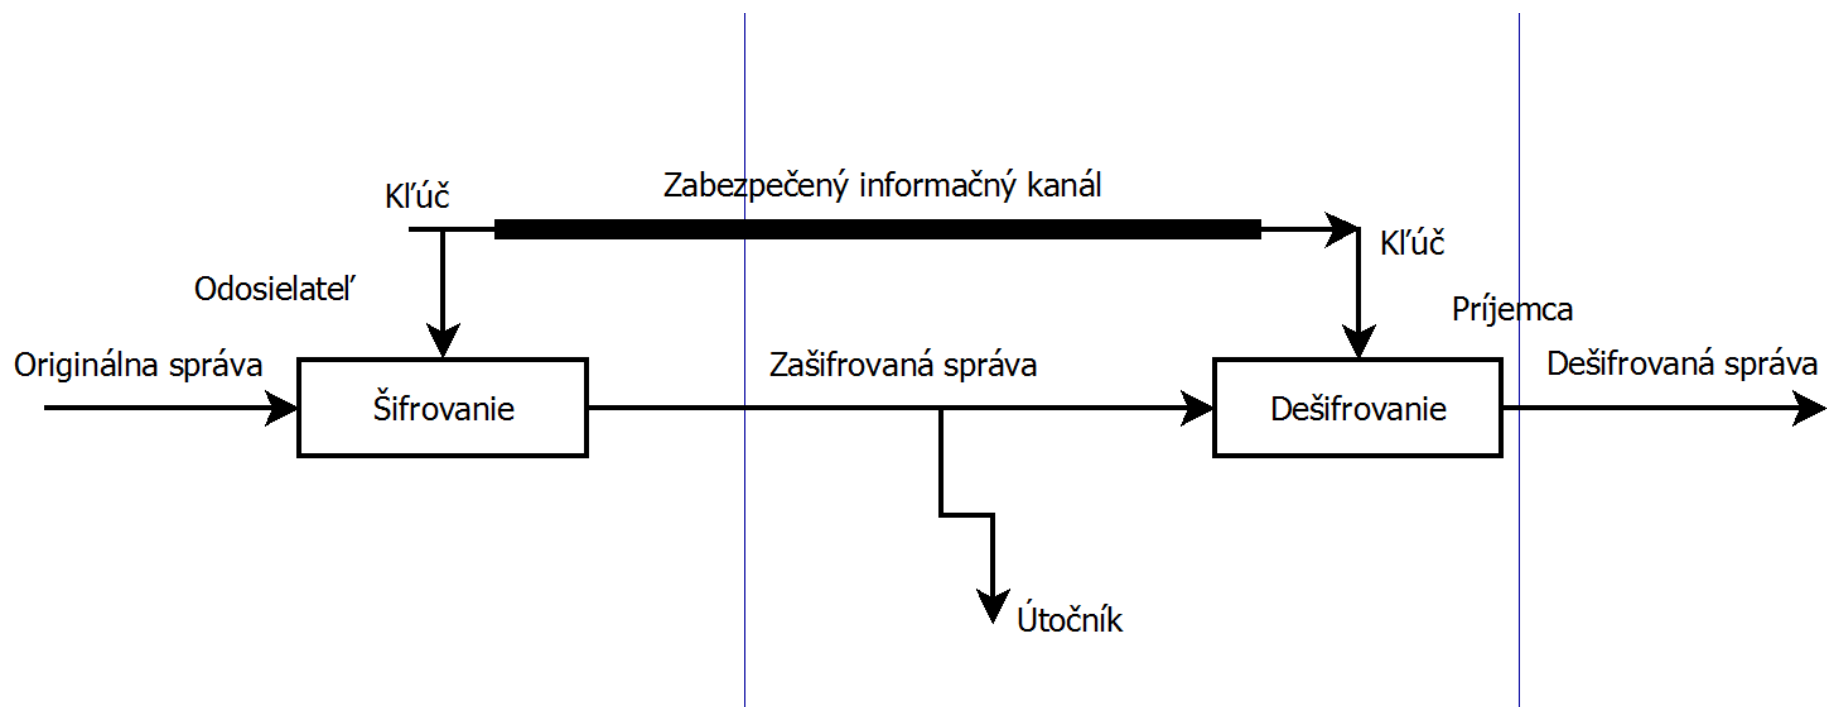 Zabezpečený informačný kanál
Kľúč
Kľúč
Odosielateľ
Príjemca
Originálna správa
Zašifrovaná správa
Dešifrovaná správa
Šifrovanie
Dešifrovanie
Útočník